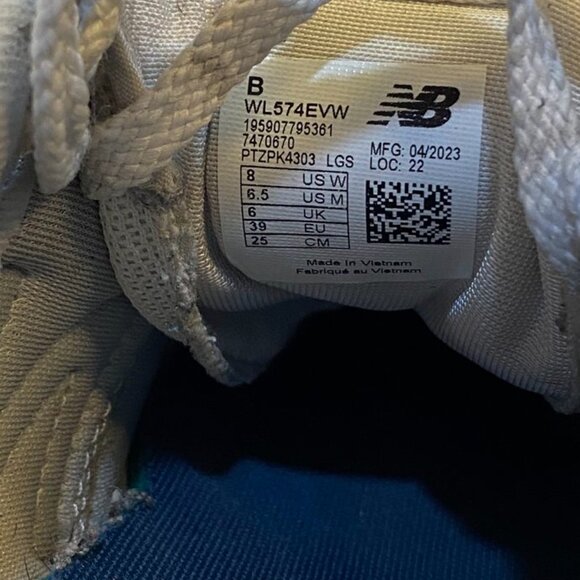 B
WL574EVW
195907795361
7470670
PTZPK4303 LGS
NB
MFG: 04/2023
LOC: 22
8 US W
6.5 US M
6 UK
39 EU
25 CM
Made in Vietnam
Fabriqué au Vietnam